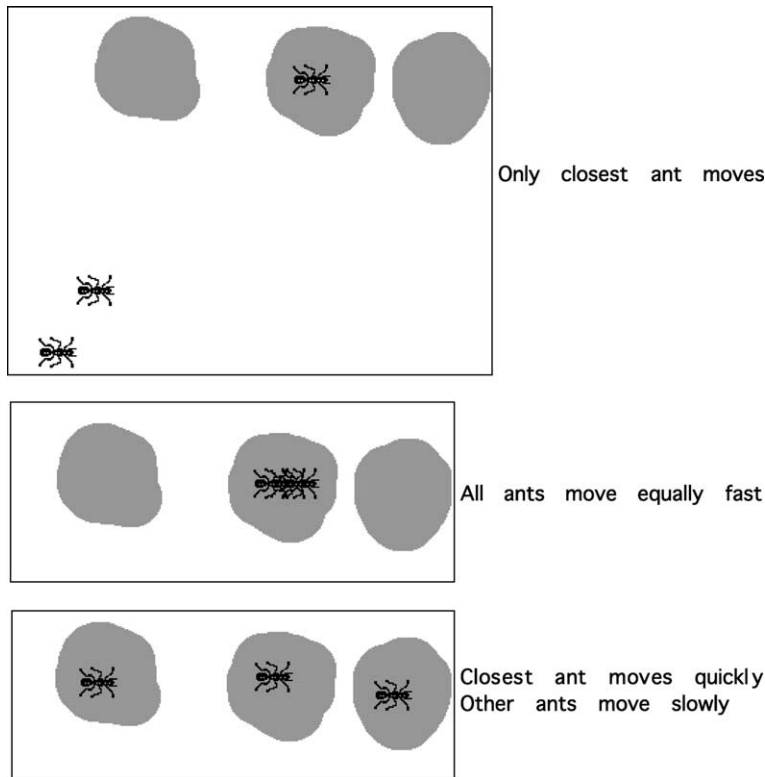 Only closest ant moves
All ants move equally fast
Closest ant moves quickly
Other ants move slowly